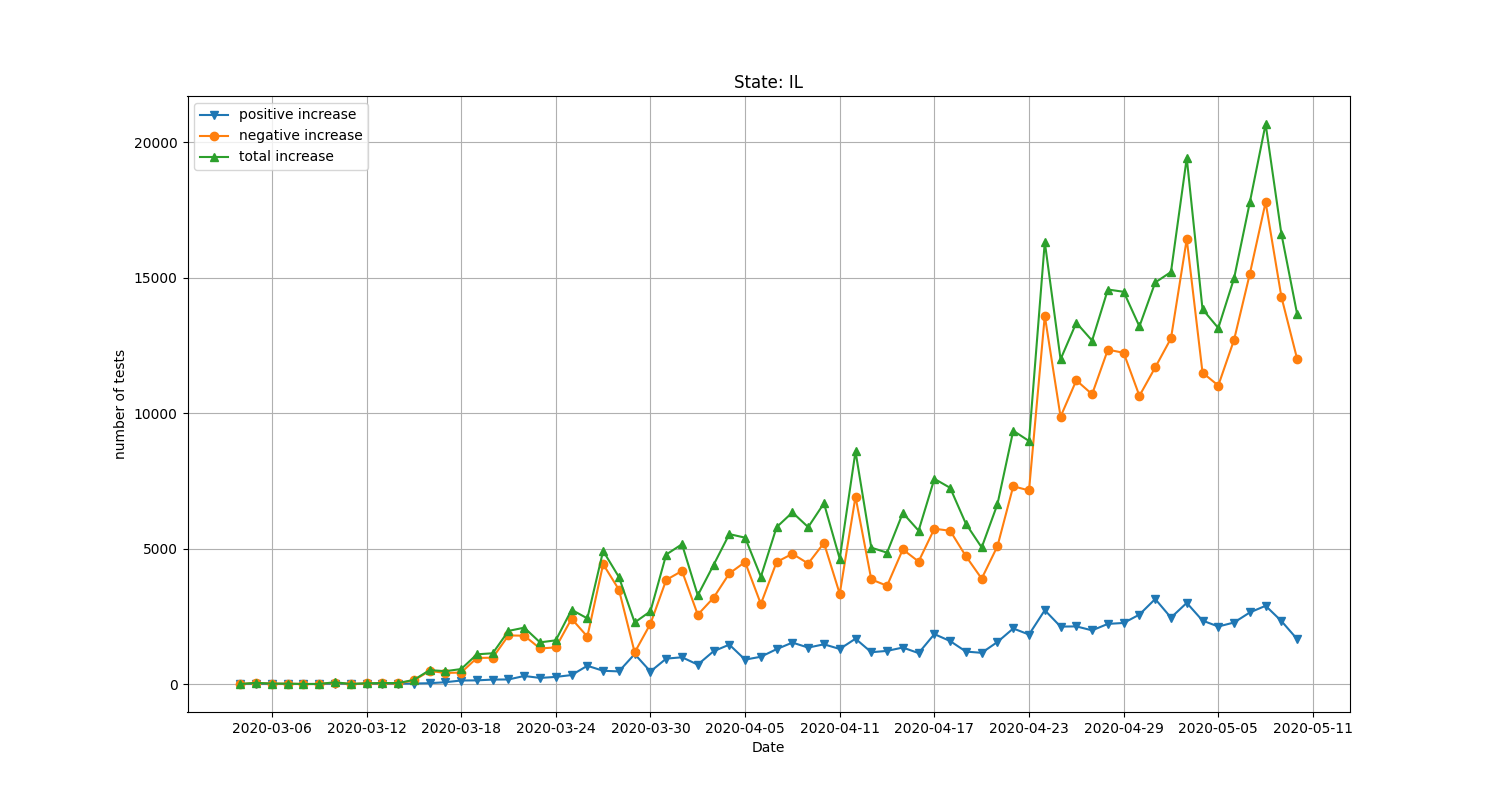 State: IL
positive increase
negative increase
total increase
20000
15000
10000
5000
0
number of tests
2020-03-06 2020-03-12 2020-03-18 2020-03-24 2020-03-30 2020-04-05 2020-04-11 2020-04-17 2020-04-23 2020-04-29 2020-05-05 2020-05-11
Date